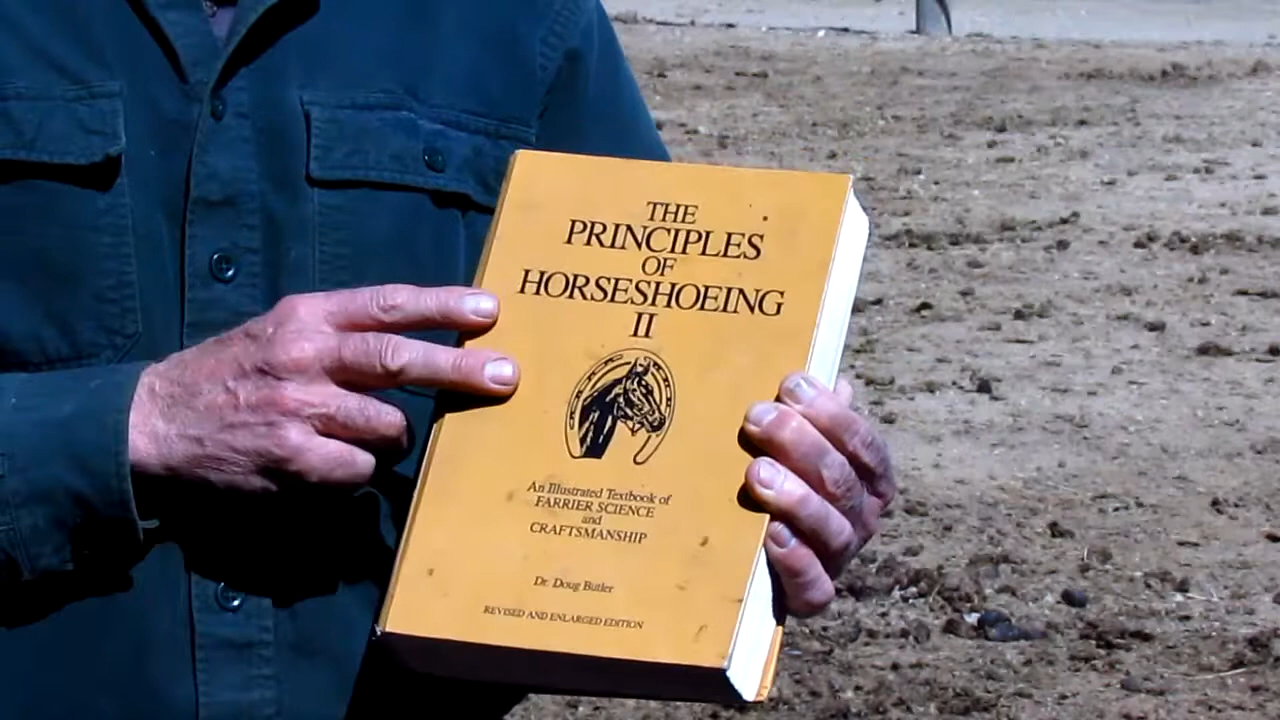 THE
PRINCIPLES
OF
HORSESHOEING
II
An Illustrated Textbook of
FARRIER SCIENCE
and
CRAFTSMANSHIP
Dr. Doug Butler
REVISED AND ENLARGED EDITION